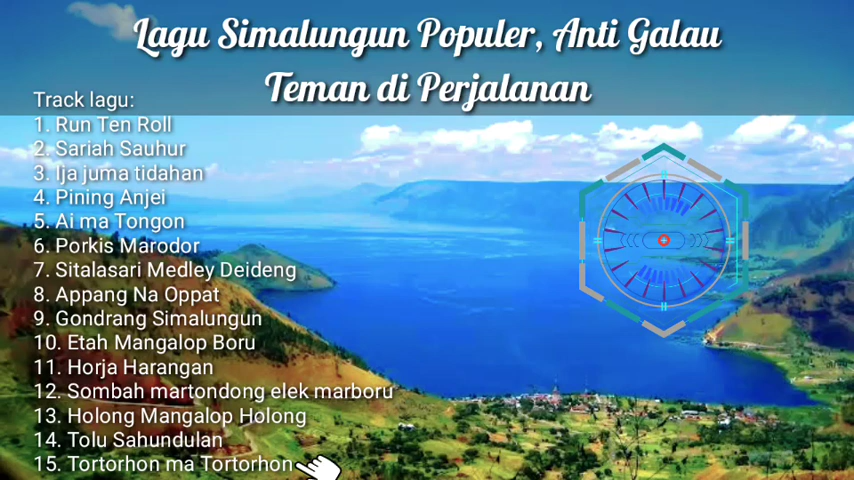 Lagu Simalungun Populer, Anti Galau
Teman di Perjalanan
Track lagu:
1. Run Ten Roll
2. Sariah Sauhur
3. Ija juma tidahan
4. Pining Anjei
5. Ai ma Tongon
6. Porkis Marodor
7. Sitalasari Medley Deideng
8. Appang Na Oppat
9. Gondrang Simalungun
10. Etah Mangalop Boru
11. Horja Harangan
12. Sombah martondong elek marboru
13. Holong Mangalop Holong
14. Tolu Sahundulan
15. Tortorhon ma Tortorhon